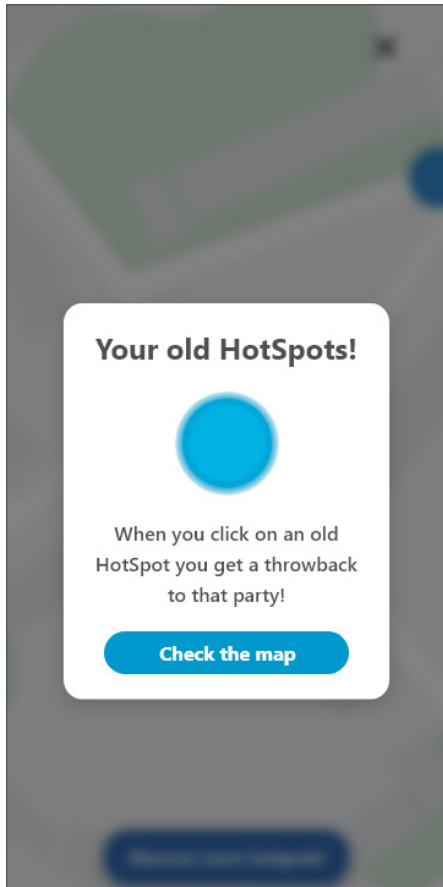 Your old HotSpots!
When you click on an old
HotSpot you get a throwback
to that party!
Check the map